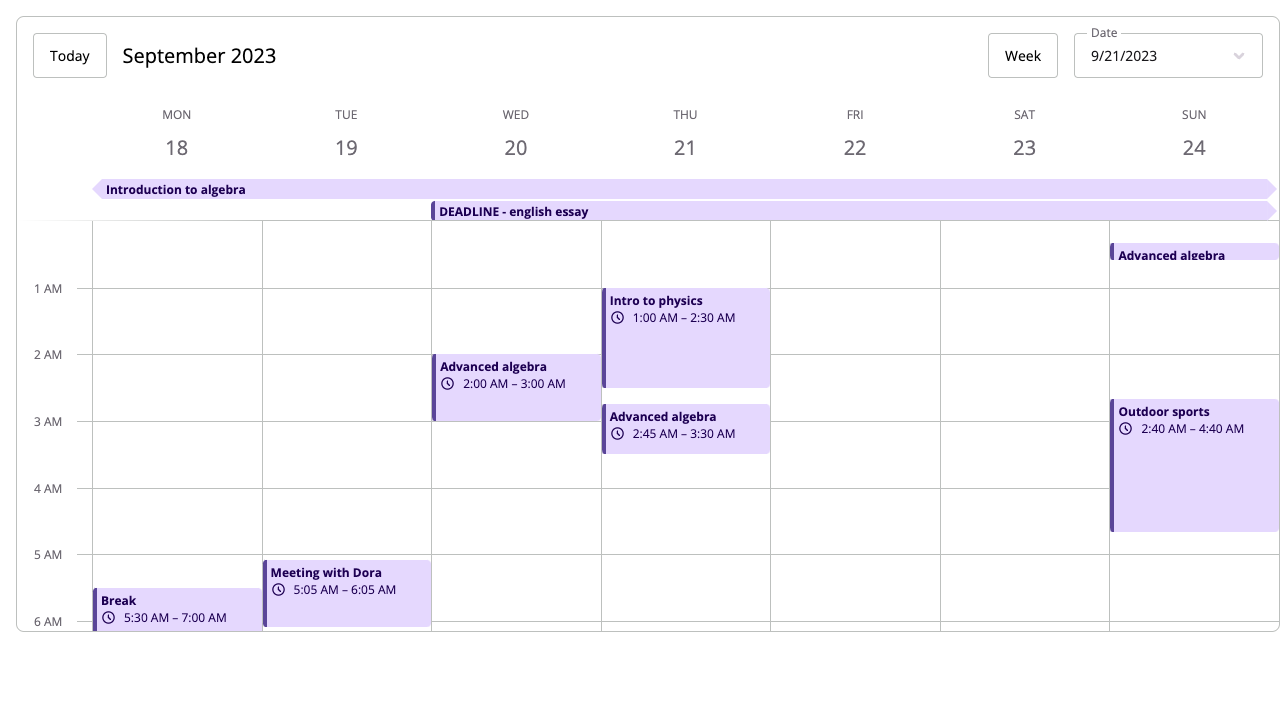 Today
September 2023
Week
Date
9/21/2023
MON
TUE
WED
THU
FRI
SAT
SUN
18
19
20
21
22
23
24
Introduction to algebra
DEADLINE - english essay
Advanced algebra
1 AM
Intro to physics
1:00 AM – 2:30 AM
2 AM
Advanced algebra
2:00 AM – 3:00 AM
3 AM
Advanced algebra
2:45 AM – 3:30 AM
Outdoor sports
2:40 AM – 4:40 AM
4 AM
5 AM
Meeting with Dora
5:05 AM – 6:05 AM
Break
5:30 AM – 7:00 AM
6 AM